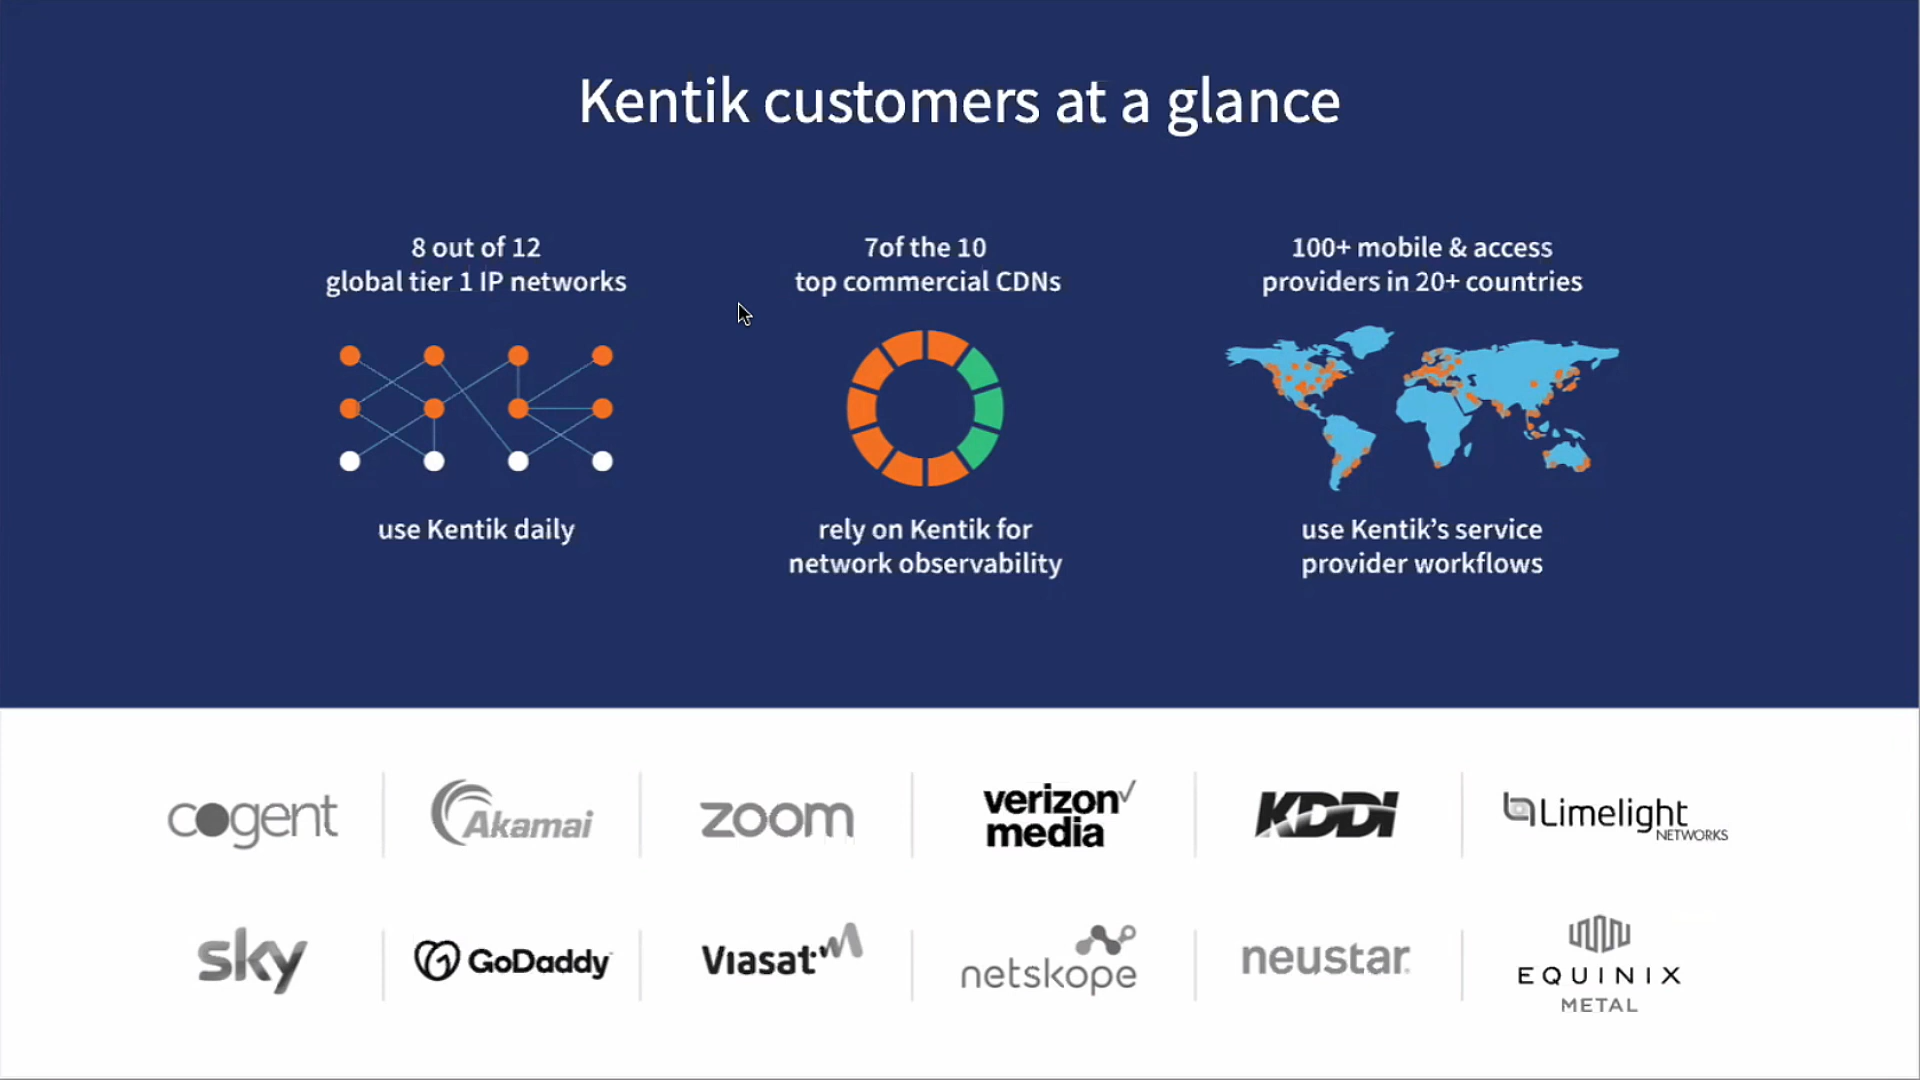 Kentik customers at a glance
8 out of 12
global tier 1 IP networks
use Kentik daily
7of the 10
top commercial CDNs
rely on Kentik for
network observability
100+ mobile & access
providers in 20+ countries
use Kentik’s service
provider workflows
cogent
Akamai
zoom
verizon
media
KDDI
Limelight
NETWORKS
sky
GoDaddy
Viasat
netskope
neustar
EQUINIX
METAL